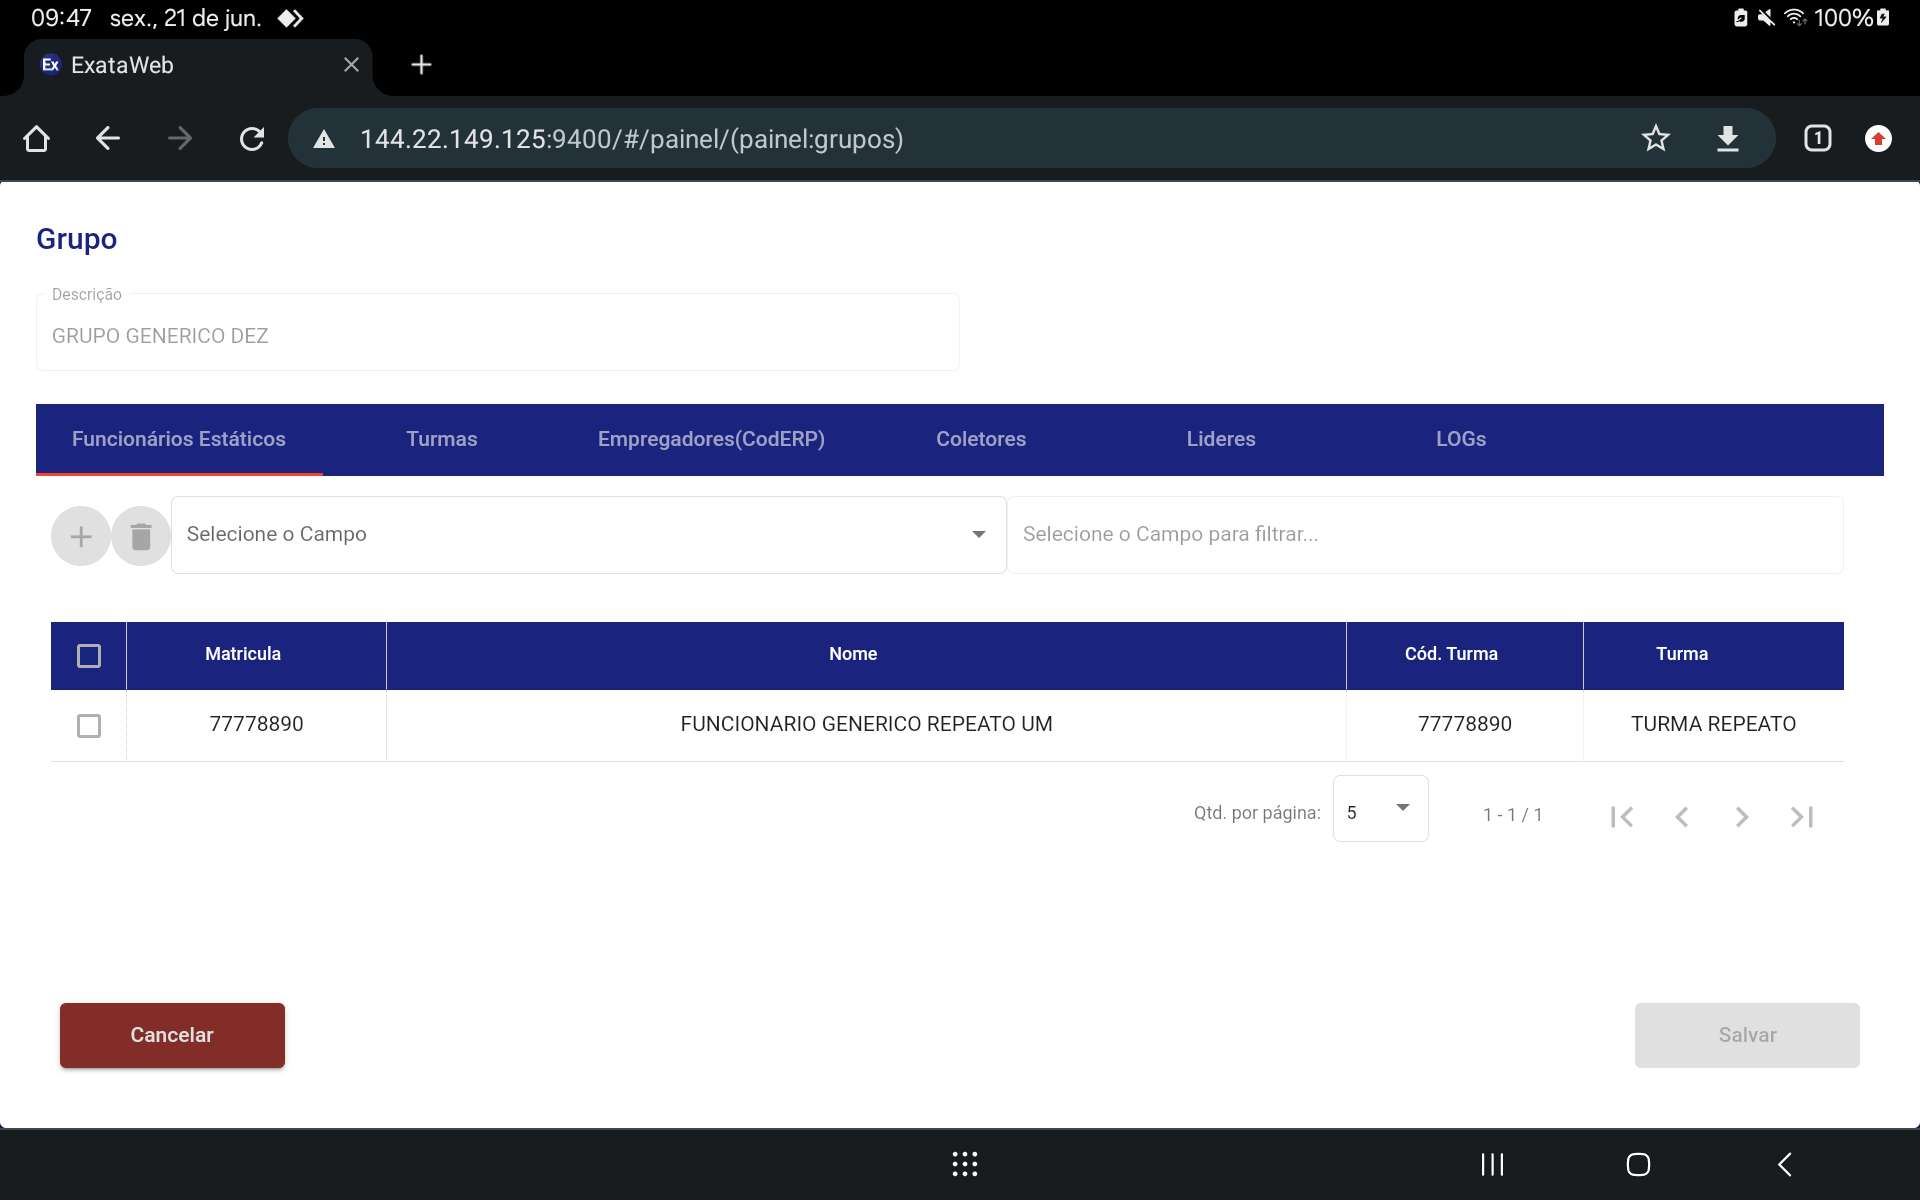 09:47 sex., 21 de jun. 100%
Ex ExataWeb
144.22.149.125:9400/#/painel/(painel:grupos) 1
Grupo
Descrição
GRUPO GENERICO DEZ
Funcionários Estáticos Turmas Empregadores(CodERP) Coletores Lideres LOGs
Selecione o Campo Selecione o Campo para filtrar...
Matricula Nome Cód. Turma Turma
77778890 FUNCIONARIO GENERICO REPEATO UM 77778890 TURMA REPEATO
Qtd. por página: 5 1 - 1 / 1
Cancelar Salvar